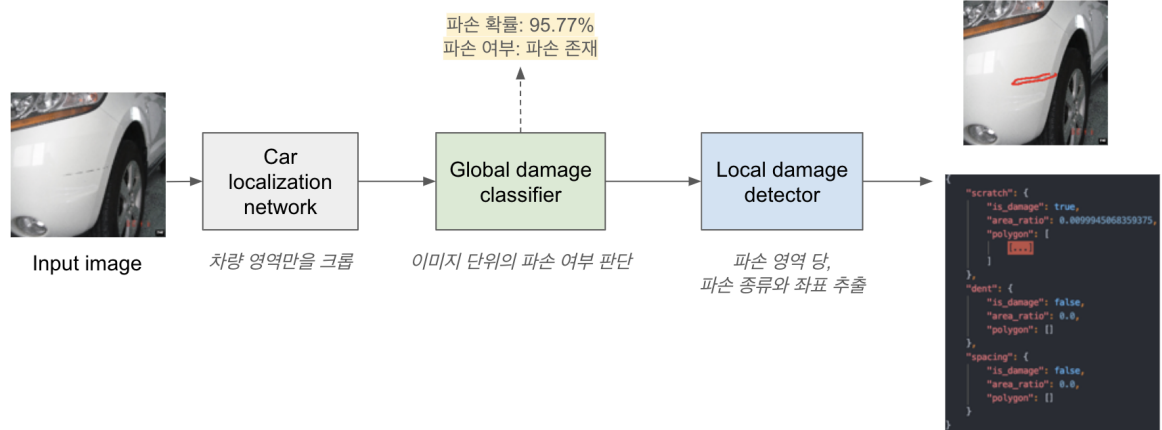 파손 확률: 95.77%
파손 여부: 파손 존재
Input image
Car
localization
network
차량 영역만을 크롭
Global damage
classifier
이미지 단위의 파손 여부 판단
Local damage
detector
파손 영역 당,
파손 종류와 좌표 추출
{
"scratch": {
"is_damage": true,
"area_ratio": 0.0099945068359375,
"polygon": [
[...]
]
},
"dent": {
"is_damage": false,
"area_ratio": 0.0,
"polygon": []
},
"spacing": {
"is_damage": false,
"area_ratio": 0.0,
"polygon": []
}
}